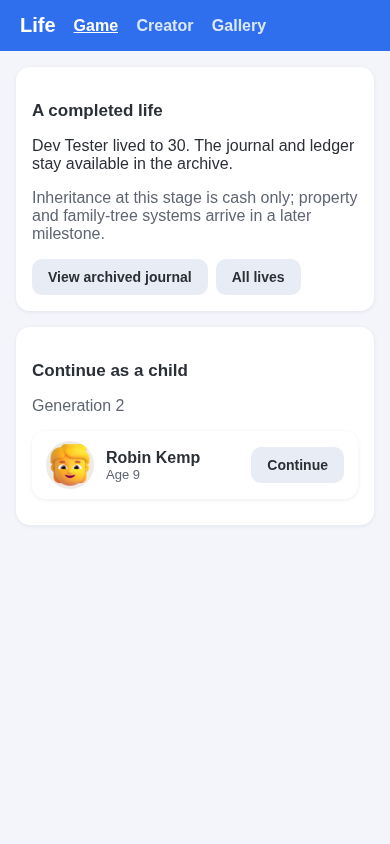 Life Game Creator Gallery
A completed life
Dev Tester lived to 30. The journal and ledger
stay available in the archive.
Inheritance at this stage is cash only; property
and family-tree systems arrive in a later
milestone.
View archived journal All lives
Continue as a child
Generation 2
Robin Kemp
Age 9
Continue